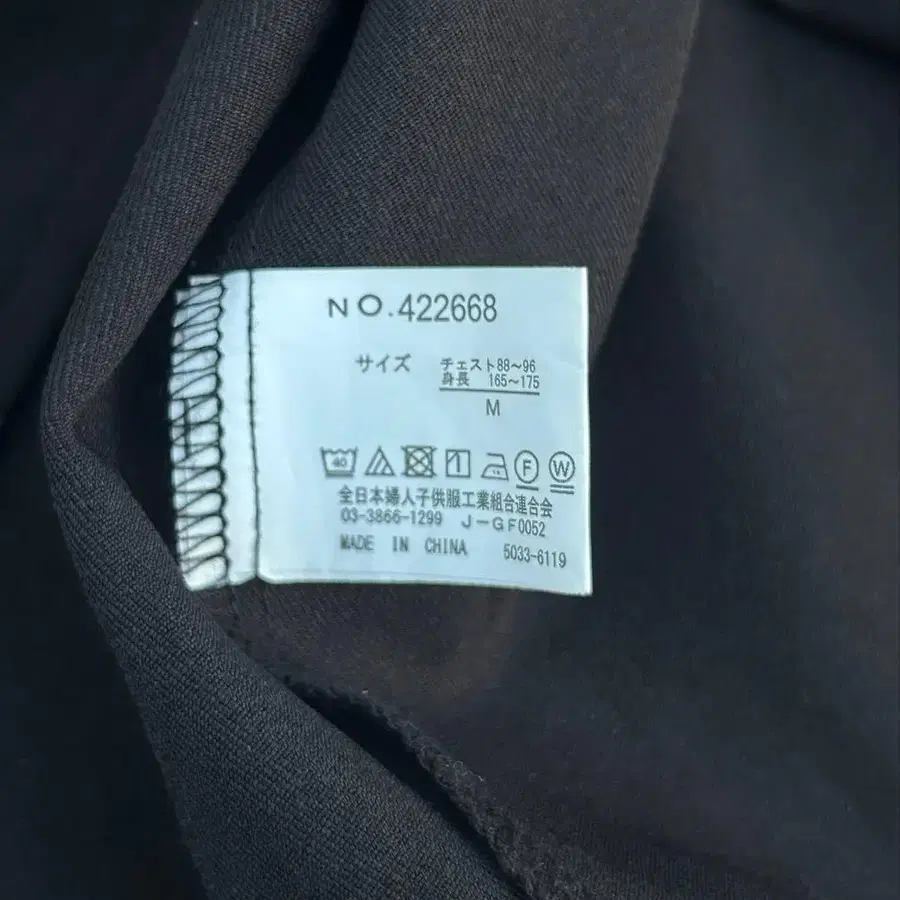 NO.422668
サイズ チェスト88～96
身長 165～175
M
40 F W
全日本婦人子供服工業組合連合会
03-3866-1299 J-GF0052
MADE IN CHINA 5033-6119